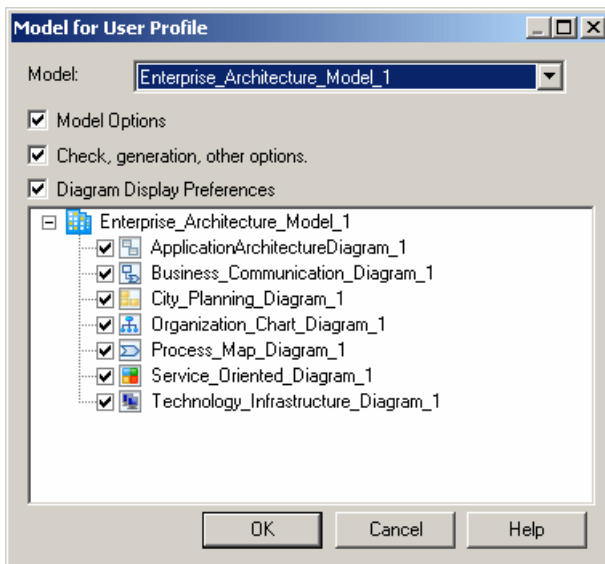 Model for User Profile
Model: Enterprise_Architecture_Model_1
Model Options
Check, generation, other options.
Diagram Display Preferences
Enterprise_Architecture_Model_1
ApplicationArchitectureDiagram_1
Business_Communication_Diagram_1
City_Planning_Diagram_1
Organization_Chart_Diagram_1
Process_Map_Diagram_1
Service_Oriented_Diagram_1
Technology_Infrastructure_Diagram_1
OK Cancel Help